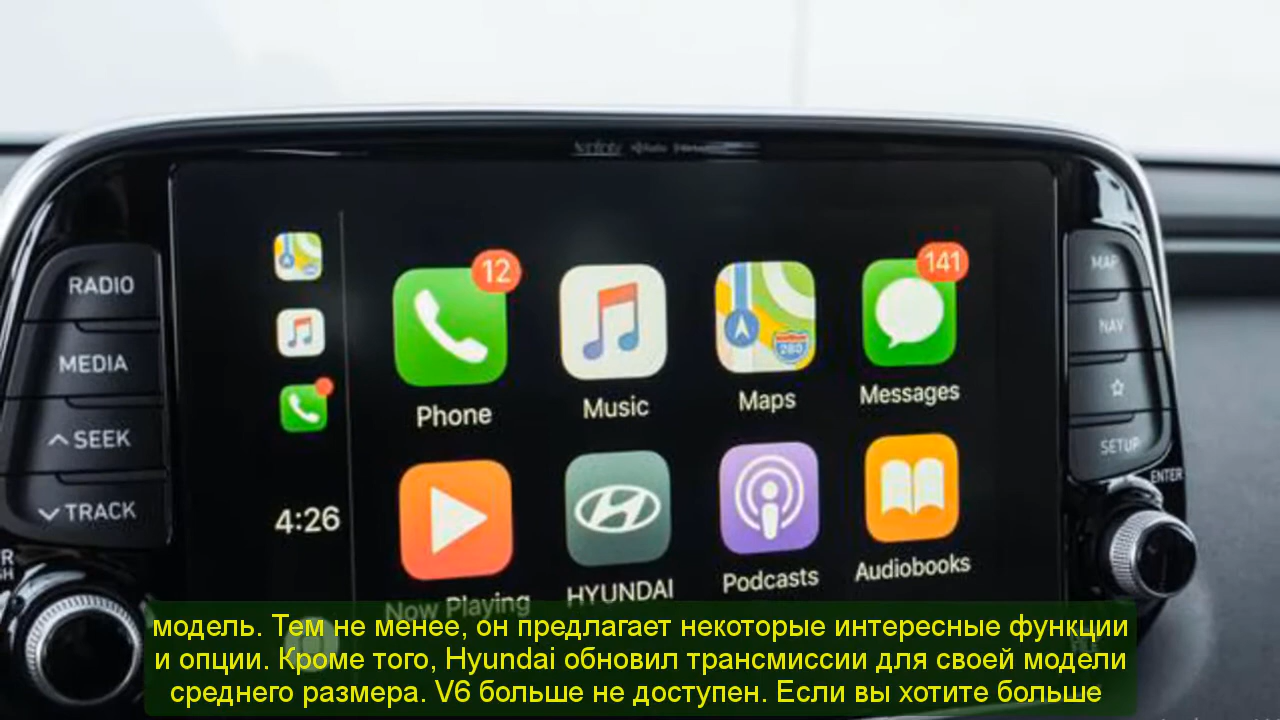 RADIO
MEDIA
SEEK
TRACK
12
141
Phone
Music
Maps
280
Messages
4:26
Now Playing
HYUNDAI
Podcasts
Audiobooks
MAP
NAV
SETUP
ENTER
модель. Тем не менее, он предлагает некоторые интересные функции
и опции. Кроме того, Hyundai обновил трансмиссии для своей модели
среднего размера. V6 больше не доступен. Если вы хотите больше